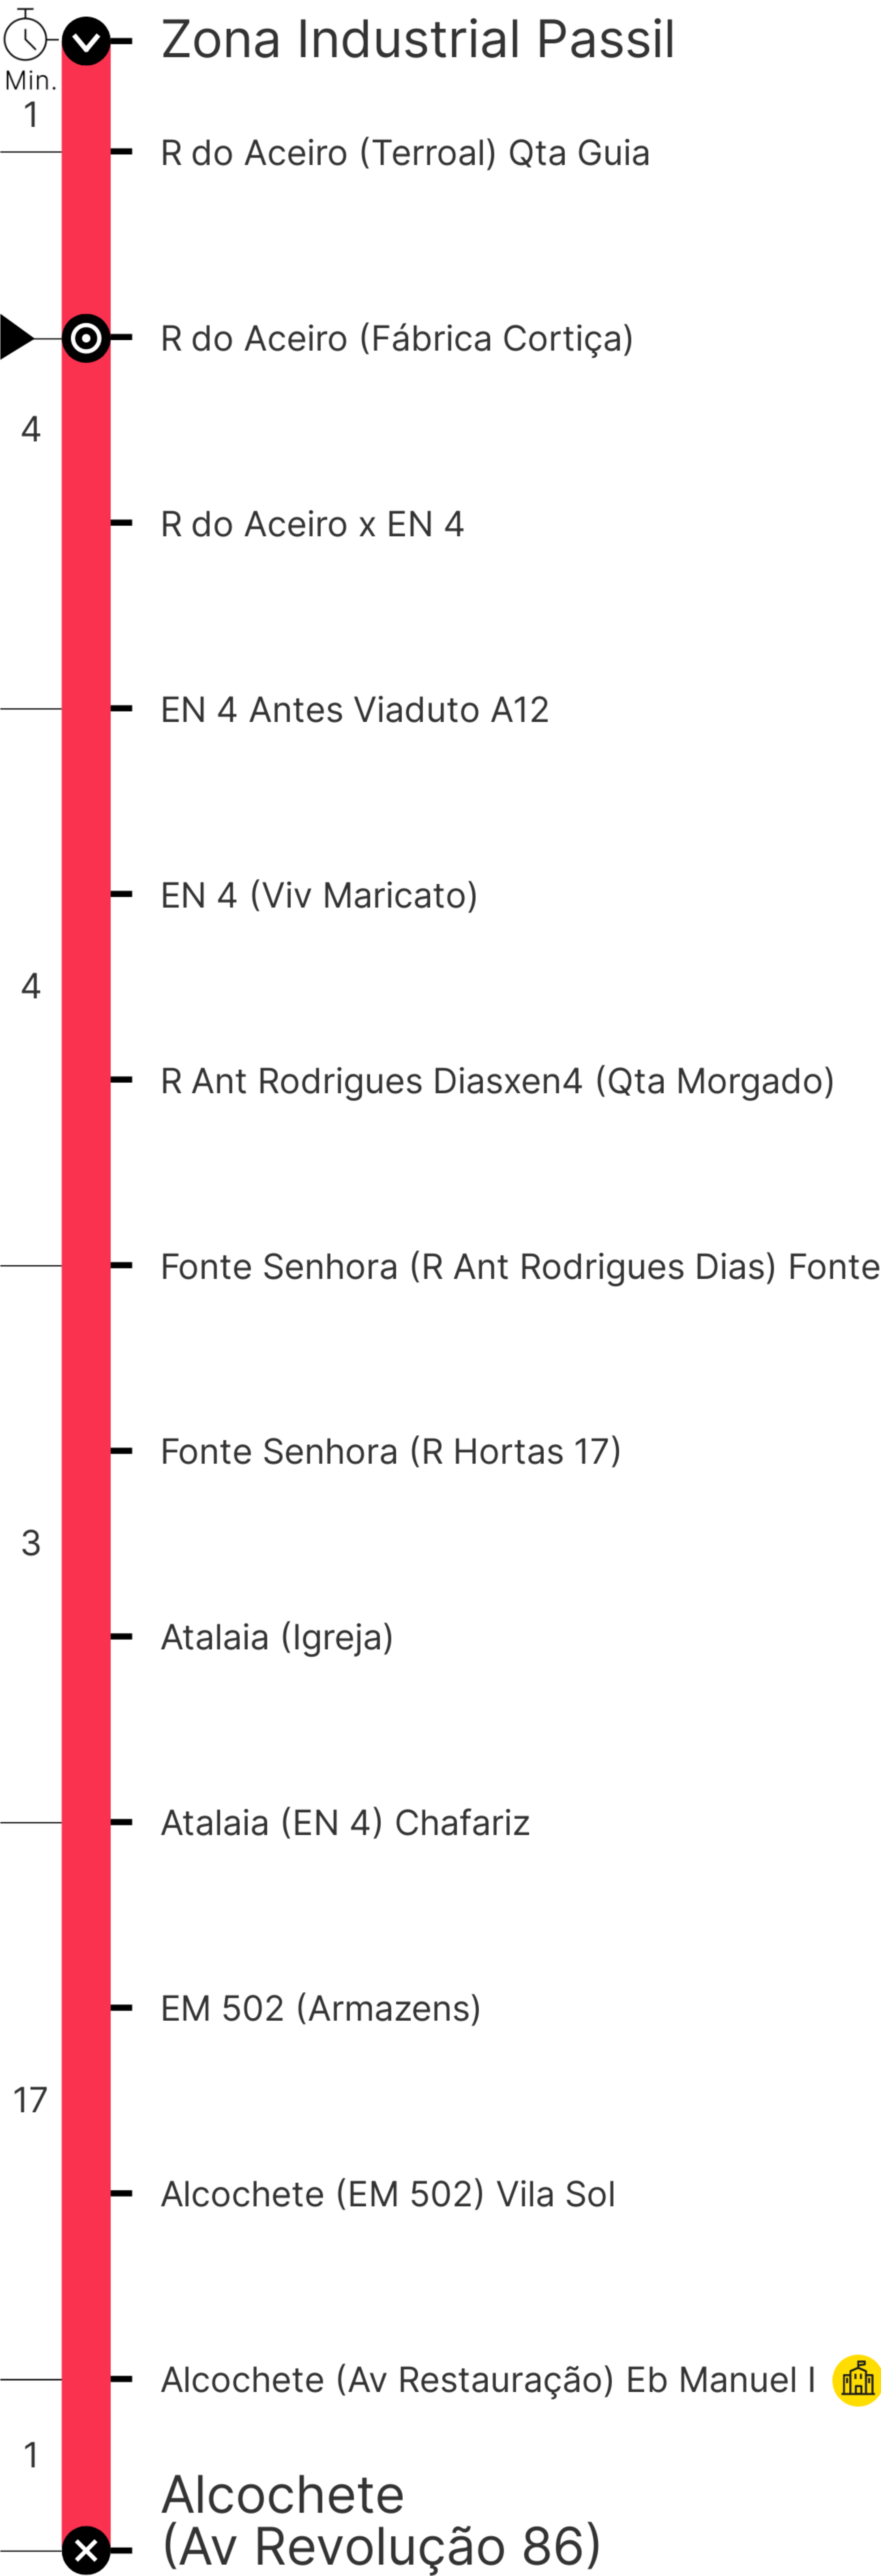 Zona Industrial Passil
Min.
1
R do Aceiro (Terroal) Qta Guia
R do Aceiro (Fábrica Cortiça)
4
R do Aceiro x EN 4
EN 4 Antes Viaduto A12
EN 4 (Viv Maricato)
4
R Ant Rodrigues Diasxen4 (Qta Morgado)
Fonte Senhora (R Ant Rodrigues Dias) Fonte
Fonte Senhora (R Hortas 17)
3
Atalaia (Igreja)
Atalaia (EN 4) Chafariz
EM 502 (Armazens)
17
Alcochete (EM 502) Vila Sol
Alcochete (Av Restauração) Eb Manuel I
1
Alcochete
(Av Revolução 86)